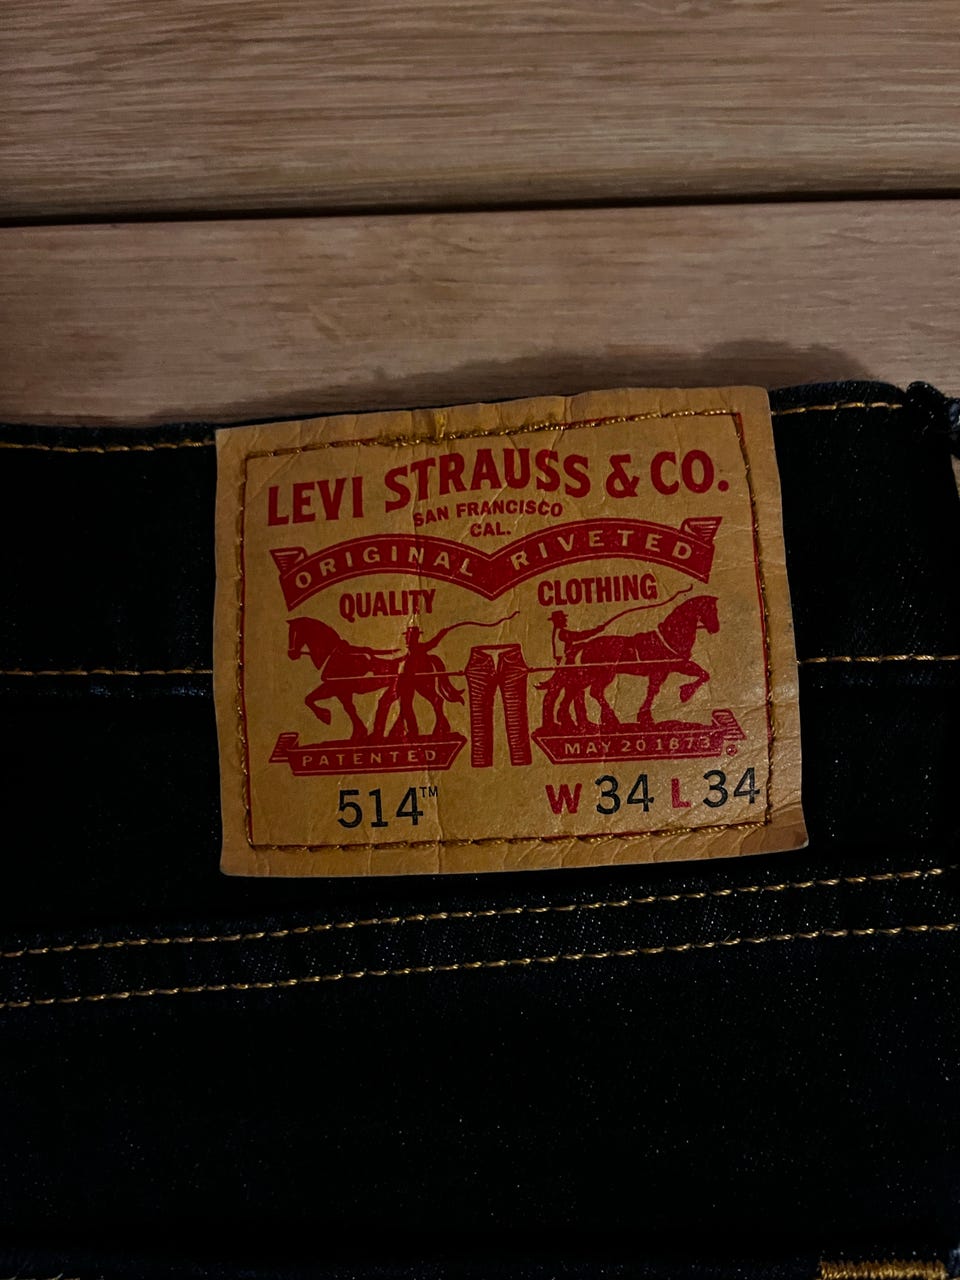 LEVI STRAUSS & CO.
SAN FRANCISCO
CAL.
ORIGINAL RIVETED
QUALITY CLOTHING
PATENTED MAY 20 1873
514™ W 34 L 34